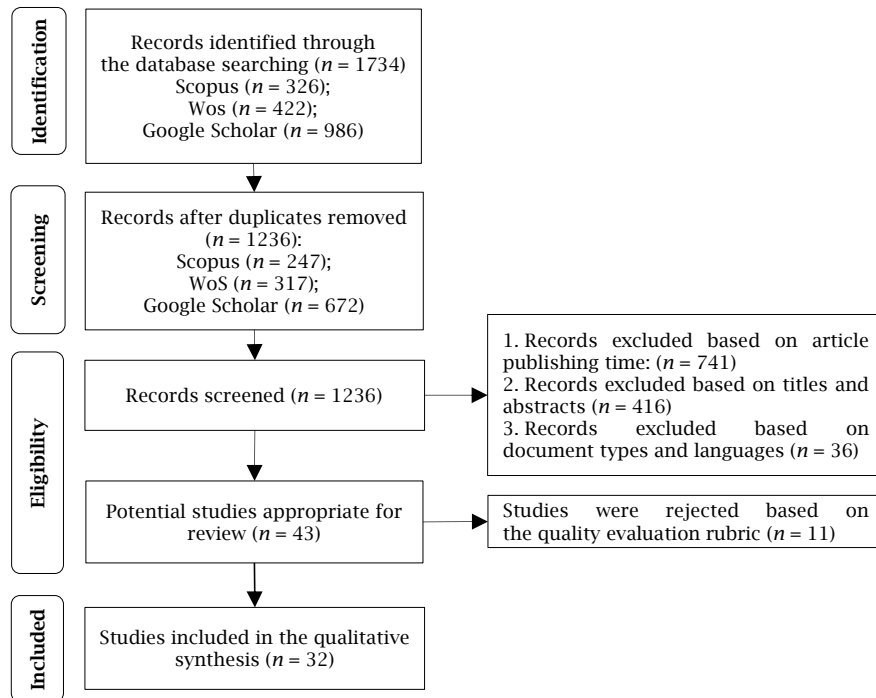 Identification
Records identified through
the database searching (n = 1734)
Scopus (n = 326);
Wos (n = 422);
Google Scholar (n = 986)
Screening
Records after duplicates removed
(n = 1236):
Scopus (n = 247);
WoS (n = 317);
Google Scholar (n = 672)
Eligibility
Records screened (n = 1236)
1. Records excluded based on article
publishing time: (n = 741)
2. Records excluded based on titles and
abstracts (n = 416)
3. Records excluded based on
document types and languages (n = 36)
Potential studies appropriate for
review (n = 43)
Studies were rejected based on
the quality evaluation rubric (n = 11)
Included
Studies included in the qualitative
synthesis (n = 32)